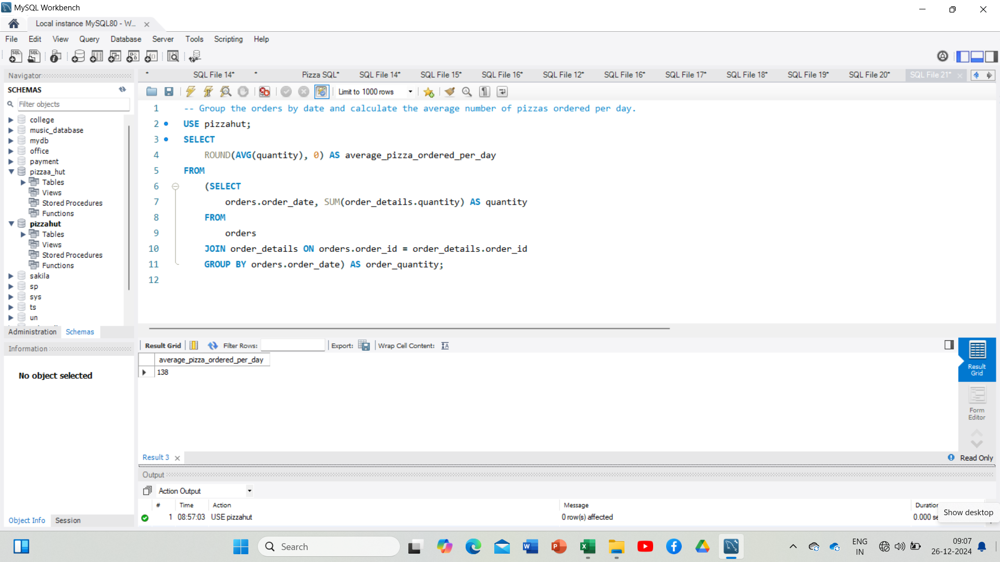 MySQL Workbench
Local instance MySQL80 - W...
File Edit View Query Database Server Tools Scripting Help
Navigator
SCHEMAS
Filter objects
college
music_database
mydb
office
payment
pizzaa_hut
Tables
Views
Stored Procedures
Functions
pizzahut
Tables
Views
Stored Procedures
Functions
sakila
sp
sys
ts
un
Administration Schemas
Information
No object selected
Object Info Session
* SQL File 14* * Pizza SQL* SQL File 14* SQL File 15* SQL File 16* SQL File 12* SQL File 16* SQL File 17* SQL File 18* SQL File 19* SQL File 20* SQL File 21*
Limit to 1000 rows
1 -- Group the orders by date and calculate the average number of pizzas ordered per day.
2 USE pizzahut;
3 SELECT
4 ROUND(AVG(quantity), 0) AS average_pizza_ordered_per_day
5 FROM
6 (SELECT
7 orders.order_date, SUM(order_details.quantity) AS quantity
8 FROM
9 orders
10 JOIN order_details ON orders.order_id = order_details.order_id
11 GROUP BY orders.order_date) AS order_quantity;
12
Result Grid Filter Rows: Export: Wrap Cell Content:
average_pizza_ordered_per_day
138
Result Grid
Form Editor
Result 3
Read Only
Output
Action Output
# Time Action Message Duration
1 08:57:03 USE pizzahut 0 row(s) affected 0.000 se
Show desktop
Search
ENG
IN
09:07
26-12-2024